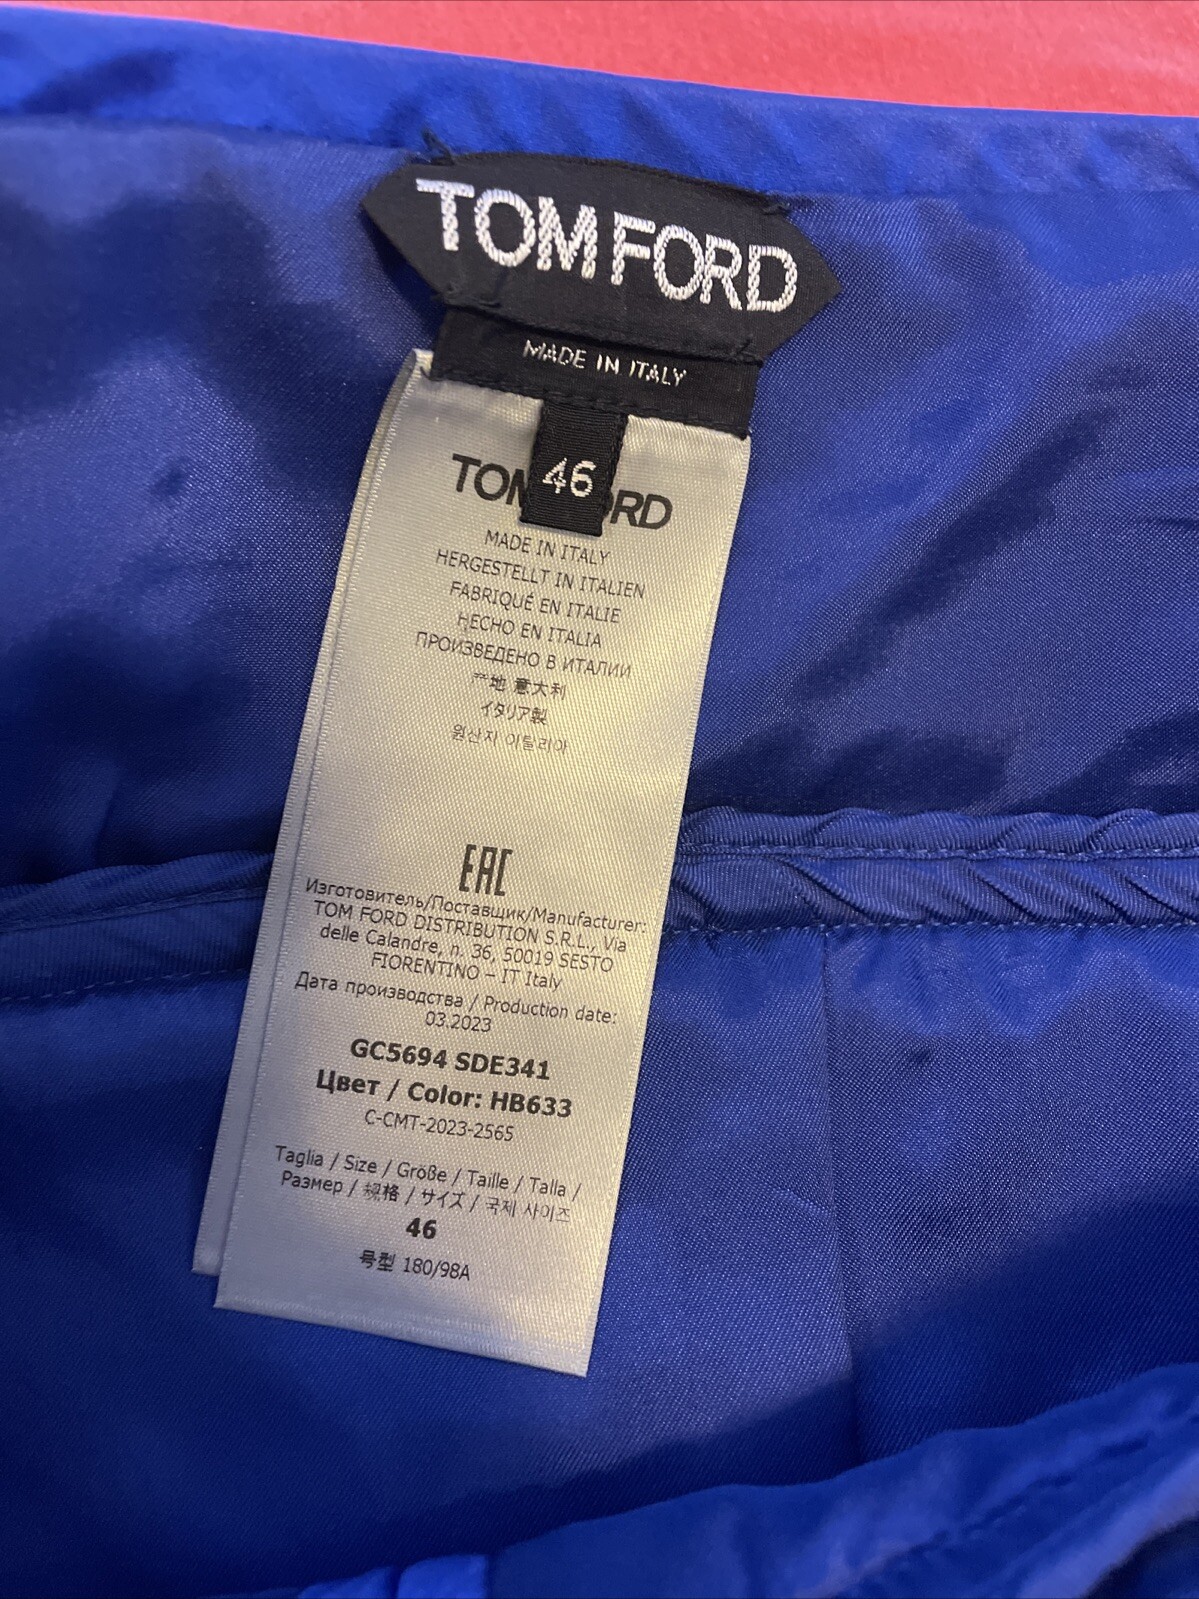 TOM FORD
MADE IN ITALY
46
TOM RD
MADE IN ITALY
HERGESTELLT IN ITALIEN
FABRIQUÉ EN ITALIE
HECHO EN ITALIA
ПРОИЗВЕДЕНО В ИТАЛИИ
产地 意大利
イタリア製
원산지 이탈리아
EAC
Изготовитель/Поставщик/Manufacturer:
TOM FORD DISTRIBUTION S.R.L., Via
delle Calandre, n. 36, 50019 SESTO
FIORENTINO – IT Italy
Дата производства / Production date:
03.2023
GC5694 SDE341
Цвет / Color: HB633
C-CMT-2023-2565
Taglia / Size / Größe / Taille / Talla /
Размер / 规格 / サイズ / 국제 사이즈
46
号型 180/98A